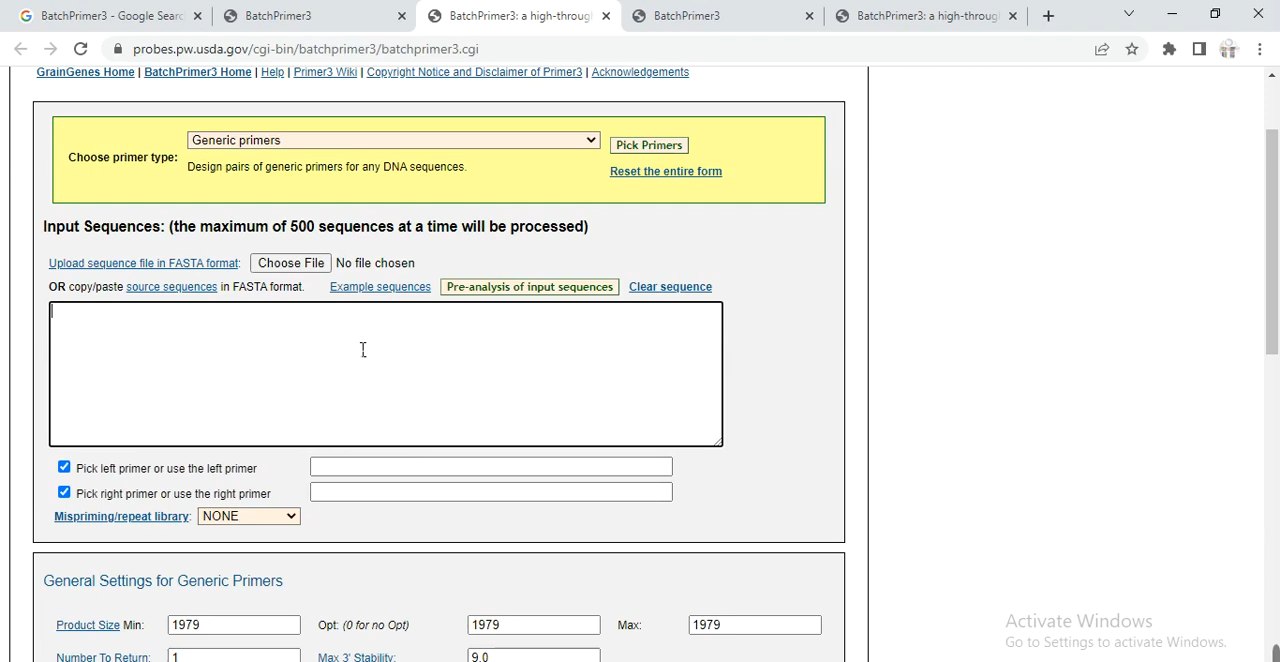 BatchPrimer3 - Google Searc
BatchPrimer3
BatchPrimer3: a high-throug
BatchPrimer3
BatchPrimer3: a high-throug
probes.pw.usda.gov/cgi-bin/batchprimer3/batchprimer3.cgi
GrainGenes Home | BatchPrimer3 Home | Help | Primer3 Wiki | Copyright Notice and Disclaimer of Primer3 | Acknowledgements
Choose primer type: Generic primers Pick Primers
Design pairs of generic primers for any DNA sequences. Reset the entire form
Input Sequences: (the maximum of 500 sequences at a time will be processed)
Upload sequence file in FASTA format: Choose File No file chosen
OR copy/paste source sequences in FASTA format. Example sequences Pre-analysis of input sequences Clear sequence
Pick left primer or use the left primer
Pick right primer or use the right primer
Mispriming/repeat library: NONE
General Settings for Generic Primers
Product Size Min: 1979 Opt: (0 for no Opt) 1979 Max: 1979
Number To Return: 1 Max 3' Stability: 9.0
Activate Windows
Go to Settings to activate Windows.